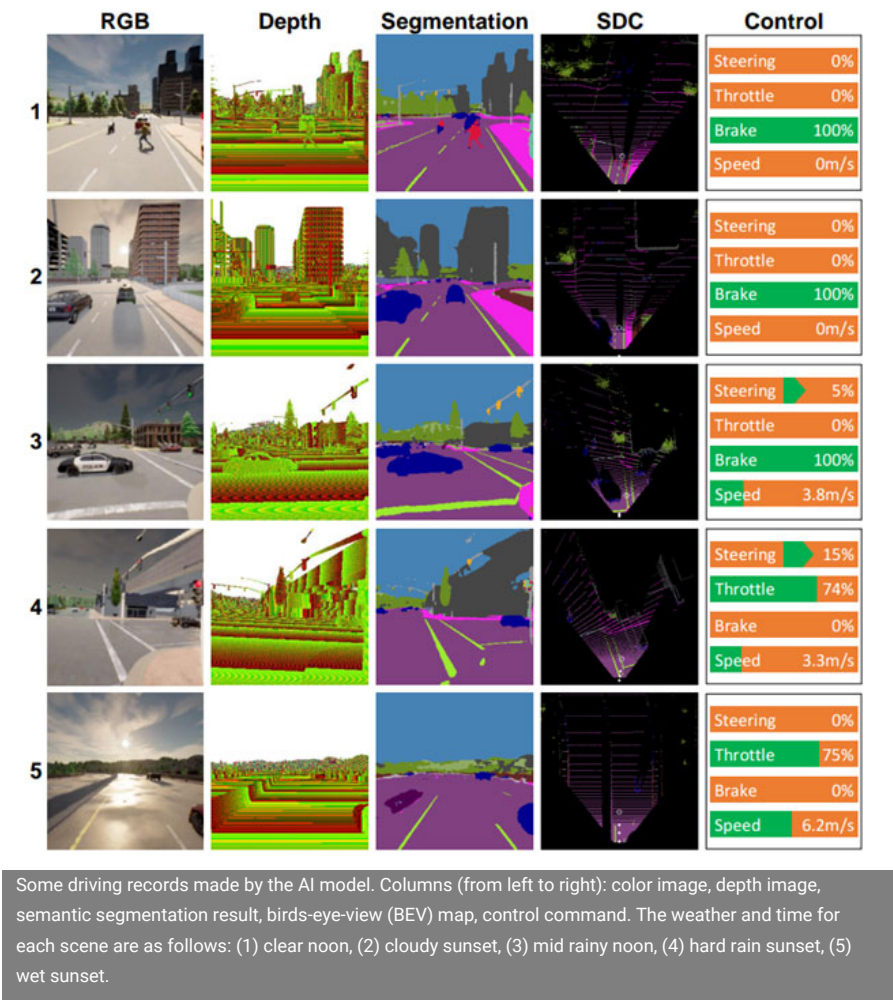 RGB Depth Segmentation SDC Control
1
Steering 0%
Throttle 0%
Brake 100%
Speed 0m/s
2
Steering 0%
Throttle 0%
Brake 100%
Speed 0m/s
3
POLICE
Steering 5%
Throttle 0%
Brake 100%
Speed 3.8m/s
4
Steering 15%
Throttle 74%
Brake 0%
Speed 3.3m/s
5
Steering 0%
Throttle 75%
Brake 0%
Speed 6.2m/s
Some driving records made by the AI model. Columns (from left to right): color image, depth image,
semantic segmentation result, birds-eye-view (BEV) map, control command. The weather and time for
each scene are as follows: (1) clear noon, (2) cloudy sunset, (3) mid rainy noon, (4) hard rain sunset, (5)
wet sunset.